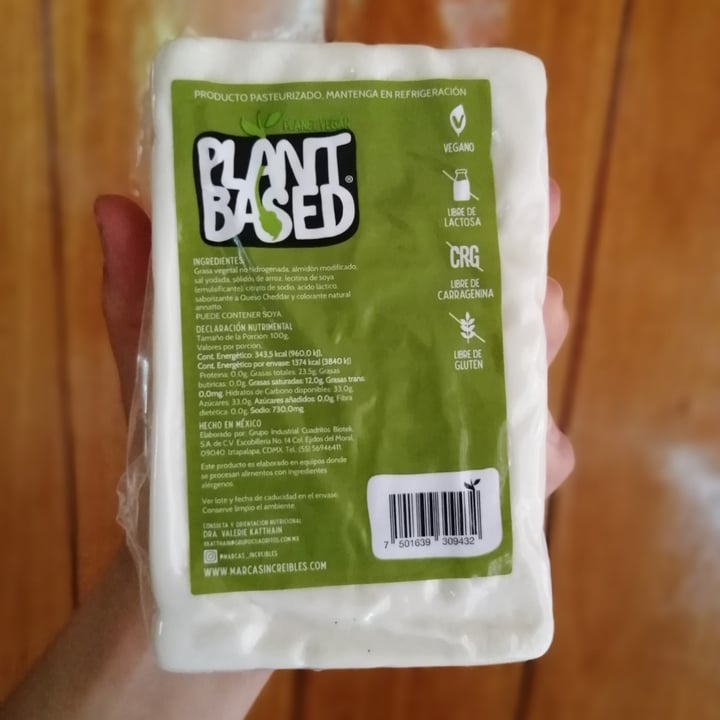 PRODUCTO PASTEURIZADO. MANTENGA EN REFRIGERACIÓN
PLANET VEGAN
PLANT
BASED®
VEGANO
LIBRE DE
LACTOSA
CRG
LIBRE DE
CARRAGENINA
LIBRE DE
GLUTEN
INGREDIENTES:
Grasa vegetal no hidrogenada, almidón modificado,
sal yodada, sólidos de arroz, lecitina de soya
(emulsificante), citrato de sodio, ácido láctico,
saborizante a Queso Cheddar y colorante natural
annatto.
PUEDE CONTENER SOYA.
DECLARACIÓN NUTRIMENTAL
Tamaño de la Porción: 100g,
Valores por porción,
Cont. Energético: 343,5 kcal (960,0 kJ),
Cont. Energético por envase: 1374 kcal (3840 kJ)
Proteína: 0.0g, Grasas totales: 23.5g, Grasas
butíricas: 0.0g, Grasas saturadas: 12.0g, Grasas trans:
0.0mg, Hidratos de Carbono disponibles: 33.0g,
Azúcares: 33.0g, Azúcares añadidos: 0.0g, Fibra
dietética: 0.0g, Sodio: 730.0mg
HECHO EN MÉXICO
Elaborado por: Grupo Industrial Cuadritos Biotek,
S.A. de C.V. Escobillería No. 14 Col. Ejidos del Moral,
09040, Iztapalapa, CDMX. Tel. (55) 56946411
Este producto es elaborado en equipos donde
se procesan alimentos con ingredientes
alérgenos.
Ver lote y fecha de caducidad en el envase.
Conserve limpio el ambiente.
CONSULTA Y ORIENTACIÓN NUTRICIONAL
DRA. VALERIE KATTHAIN
VKATTHAIN@GRUPOCUADRITOS.COM.MX
@MARCAS_INCREIBLES
WWW.MARCASINCREIBLES.COM
7 501639 309432